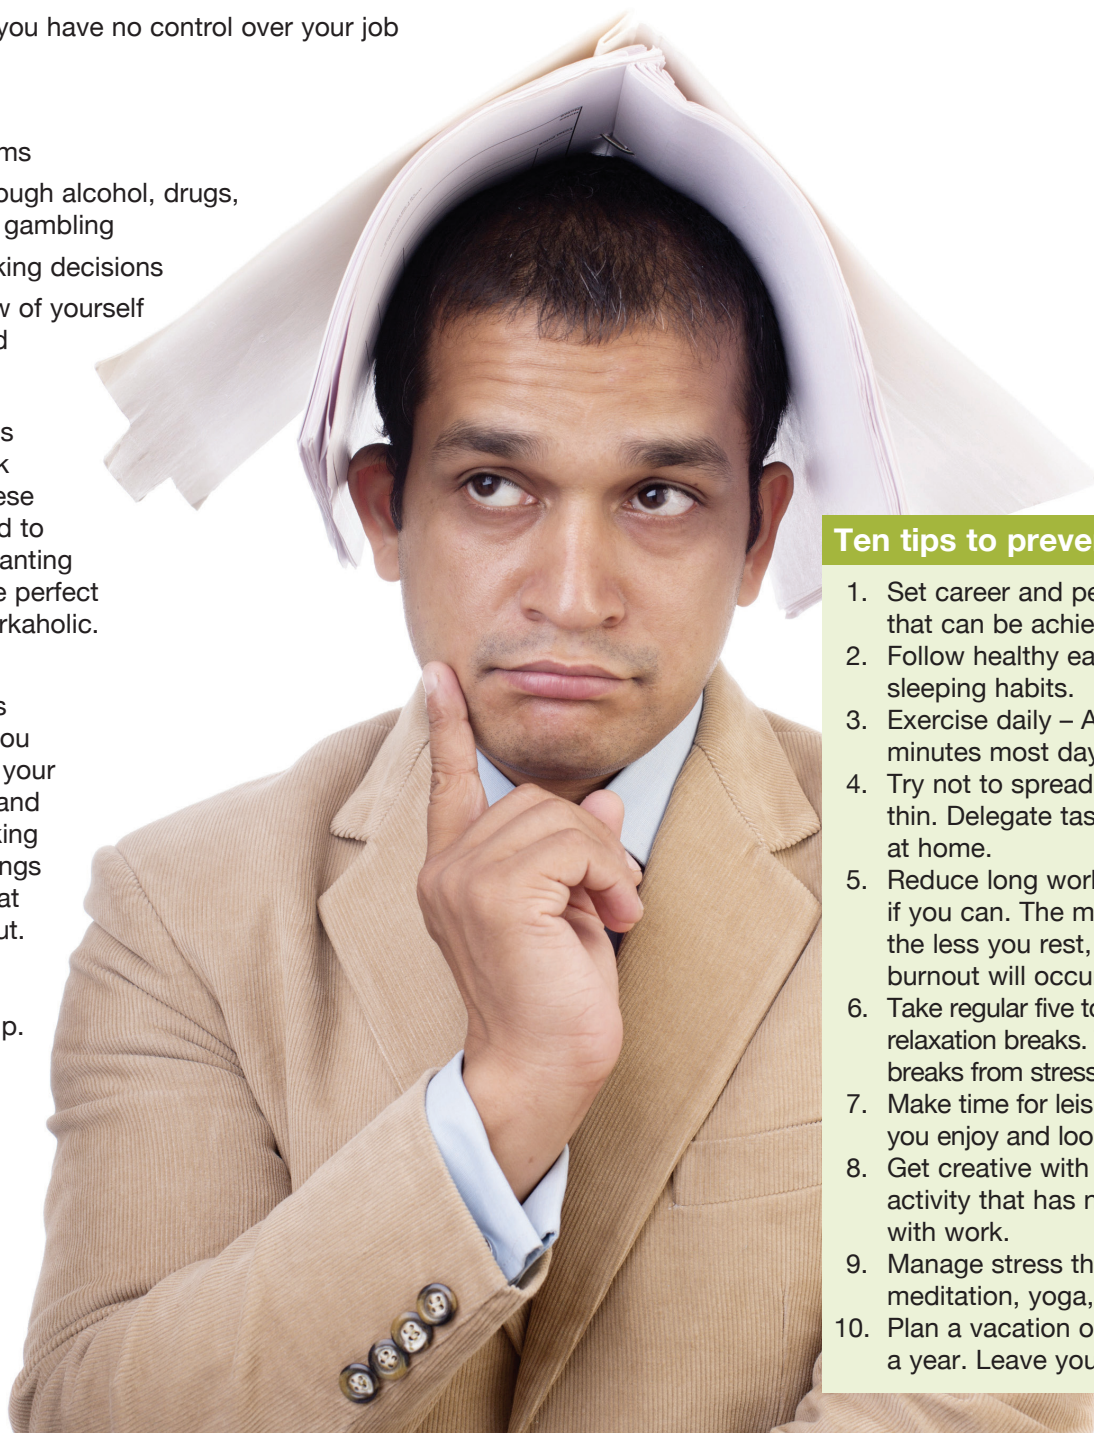 you have no control over your job
ms
ough alcohol, drugs,
gambling
king decisions
w of yourself
d
s
k
ese
d to
anting
e perfect
rkaholic.
s
ou
your
and
king
ngs
at
ut.
p.
Ten tips to preve
1. Set career and pe
that can be achie
2. Follow healthy ea
sleeping habits.
3. Exercise daily – A
minutes most day
4. Try not to spread
thin. Delegate tas
at home.
5. Reduce long work
if you can. The m
the less you rest,
burnout will occu
6. Take regular five to
relaxation breaks.
breaks from stress
7. Make time for leis
you enjoy and loo
8. Get creative with
activity that has n
with work.
9. Manage stress th
meditation, yoga,
10. Plan a vacation o
a year. Leave you